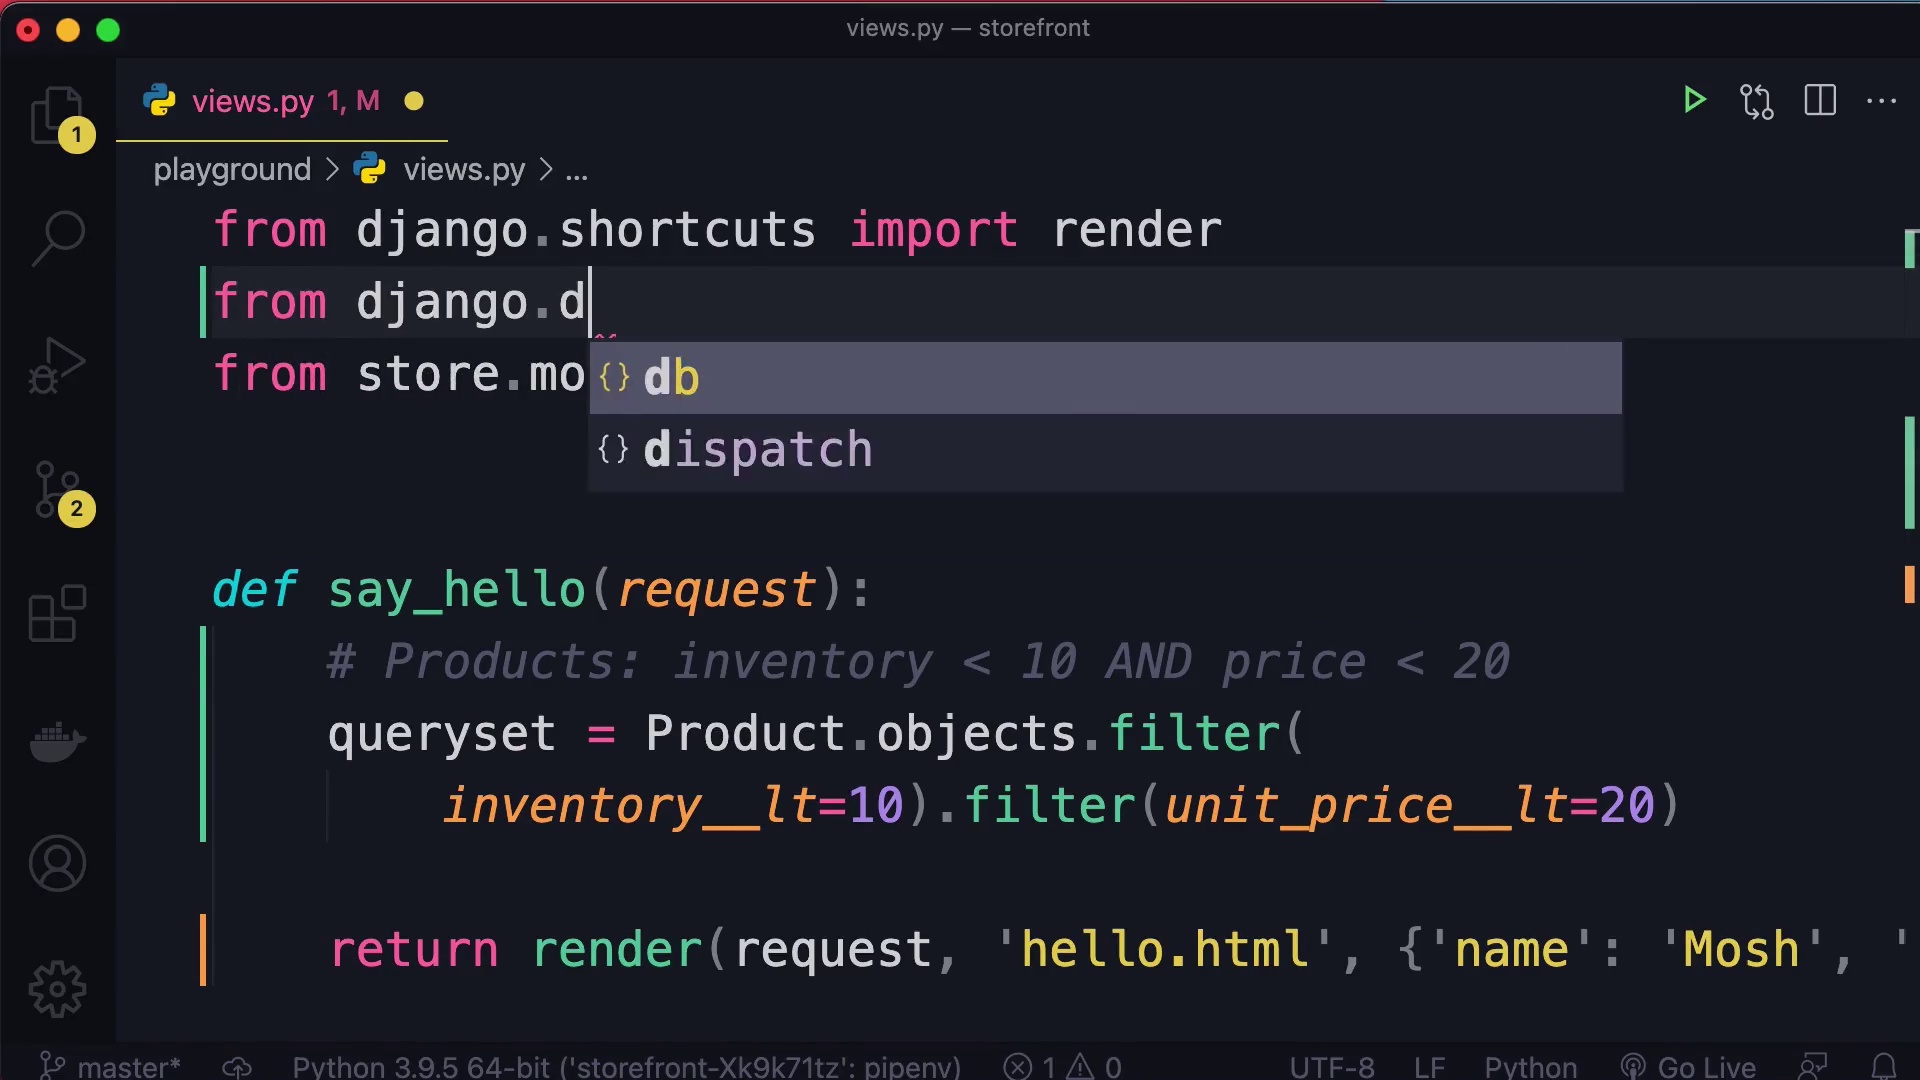 views.py — storefront
views.py 1, M
1
playground > views.py > ...
from django.shortcuts import render
from django.d
from store.mo
{} db
{} dispatch
2
def say_hello(request):
# Products: inventory < 10 AND price < 20
queryset = Product.objects.filter(
inventory__lt=10).filter(unit_price__lt=20)
return render(request, 'hello.html', {'name': 'Mosh', '
master* Python 3.9.5 64-bit ('storefront-Xk9k71tz': pipenv) 1 0 UTF-8 LF Python Go Live